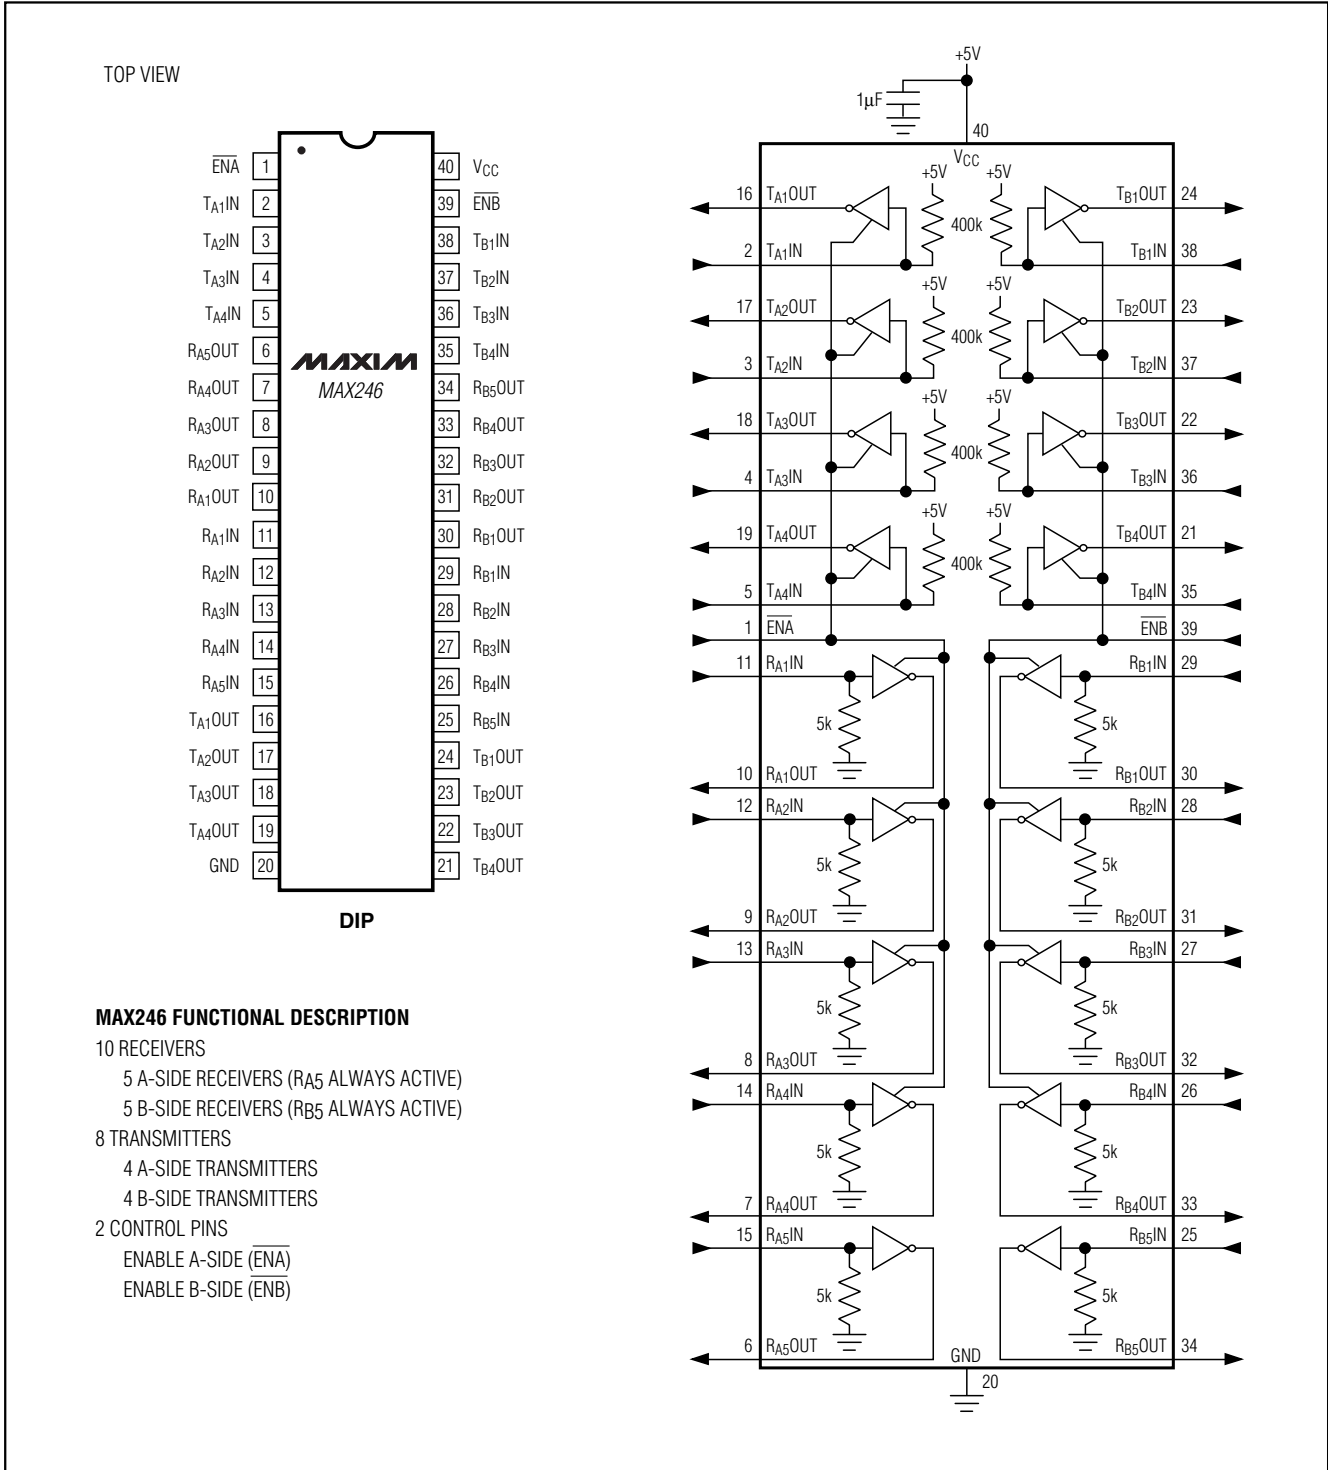 TOP VIEW
ENA 1
TA1IN 2
TA2IN 3
TA3IN 4
TA4IN 5
RA5OUT 6
RA4OUT 7
RA3OUT 8
RA2OUT 9
RA1OUT 10
RA1IN 11
RA2IN 12
RA3IN 13
RA4IN 14
RA5IN 15
TA1OUT 16
TA2OUT 17
TA3OUT 18
TA4OUT 19
GND 20
MAXIM
MAX246
40 VCC
39 ENB
38 TB1IN
37 TB2IN
36 TB3IN
35 TB4IN
34 RB5OUT
33 RB4OUT
32 RB3OUT
31 RB2OUT
30 RB1OUT
29 RB1IN
28 RB2IN
27 RB3IN
26 RB4IN
25 RB5IN
24 TB1OUT
23 TB2OUT
22 TB3OUT
21 TB4OUT
DIP
MAX246 FUNCTIONAL DESCRIPTION
10 RECEIVERS
5 A-SIDE RECEIVERS (RA5 ALWAYS ACTIVE)
5 B-SIDE RECEIVERS (RB5 ALWAYS ACTIVE)
8 TRANSMITTERS
4 A-SIDE TRANSMITTERS
4 B-SIDE TRANSMITTERS
2 CONTROL PINS
ENABLE A-SIDE (ENA)
ENABLE B-SIDE (ENB)
+5V
1µF
40
VCC
+5V +5V
16 TA1OUT TB1OUT 24
400k
2 TA1IN TB1IN 38
+5V +5V
17 TA2OUT TB2OUT 23
400k
3 TA2IN TB2IN 37
+5V +5V
18 TA3OUT TB3OUT 22
400k
4 TA3IN TB3IN 36
+5V +5V
19 TA4OUT TB4OUT 21
400k
5 TA4IN TB4IN 35
1 ENA ENB 39
11 RA1IN RB1IN 29
5k 5k
10 RA1OUT RB1OUT 30
12 RA2IN RB2IN 28
5k 5k
9 RA2OUT RB2OUT 31
13 RA3IN RB3IN 27
5k 5k
8 RA3OUT RB3OUT 32
14 RA4IN RB4IN 26
5k 5k
7 RA4OUT RB4OUT 33
15 RA5IN RB5IN 25
5k 5k
6 RA5OUT RB5OUT 34
GND
20